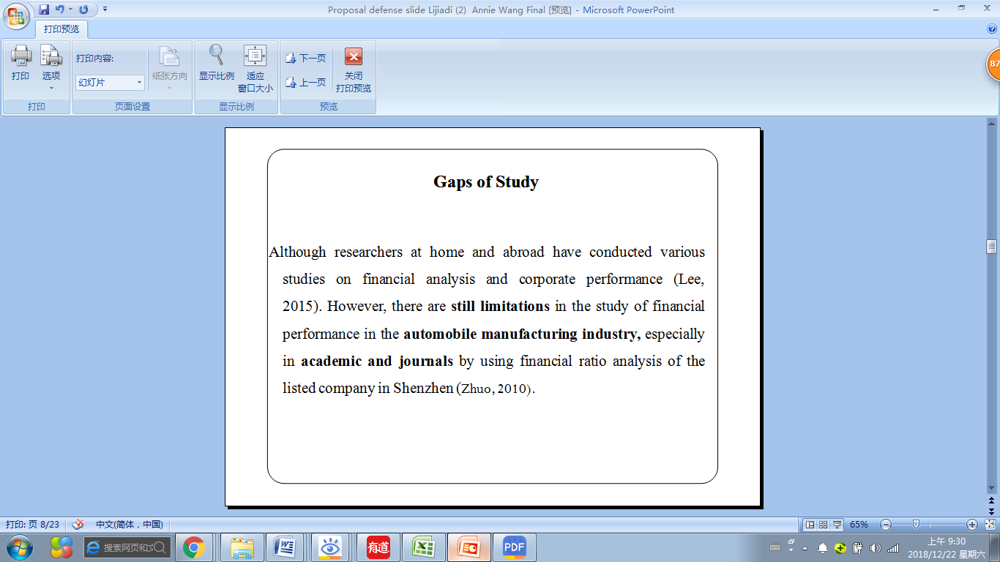 Proposal defense slide Lijiadi (2)  Annie Wang Final [预览] - Microsoft PowerPoint
打印预览
87
打印
选项
打印内容:
幻灯片
纸张方向
显示比例
适应
窗口大小
下一页
上一页
关闭
打印预览
打印
页面设置
显示比例
预览
Gaps of Study
Although researchers at home and abroad have conducted various
studies on financial analysis and corporate performance (Lee,
2015). However, there are still limitations in the study of financial
performance in the automobile manufacturing industry, especially
in academic and journals by using financial ratio analysis of the
listed company in Shenzhen (Zhuo, 2010).
打印: 页 8/23
中文(简体，中国)
65%
搜索网页和文
有道
PDF
上午 9:30
2018/12/22 星期六